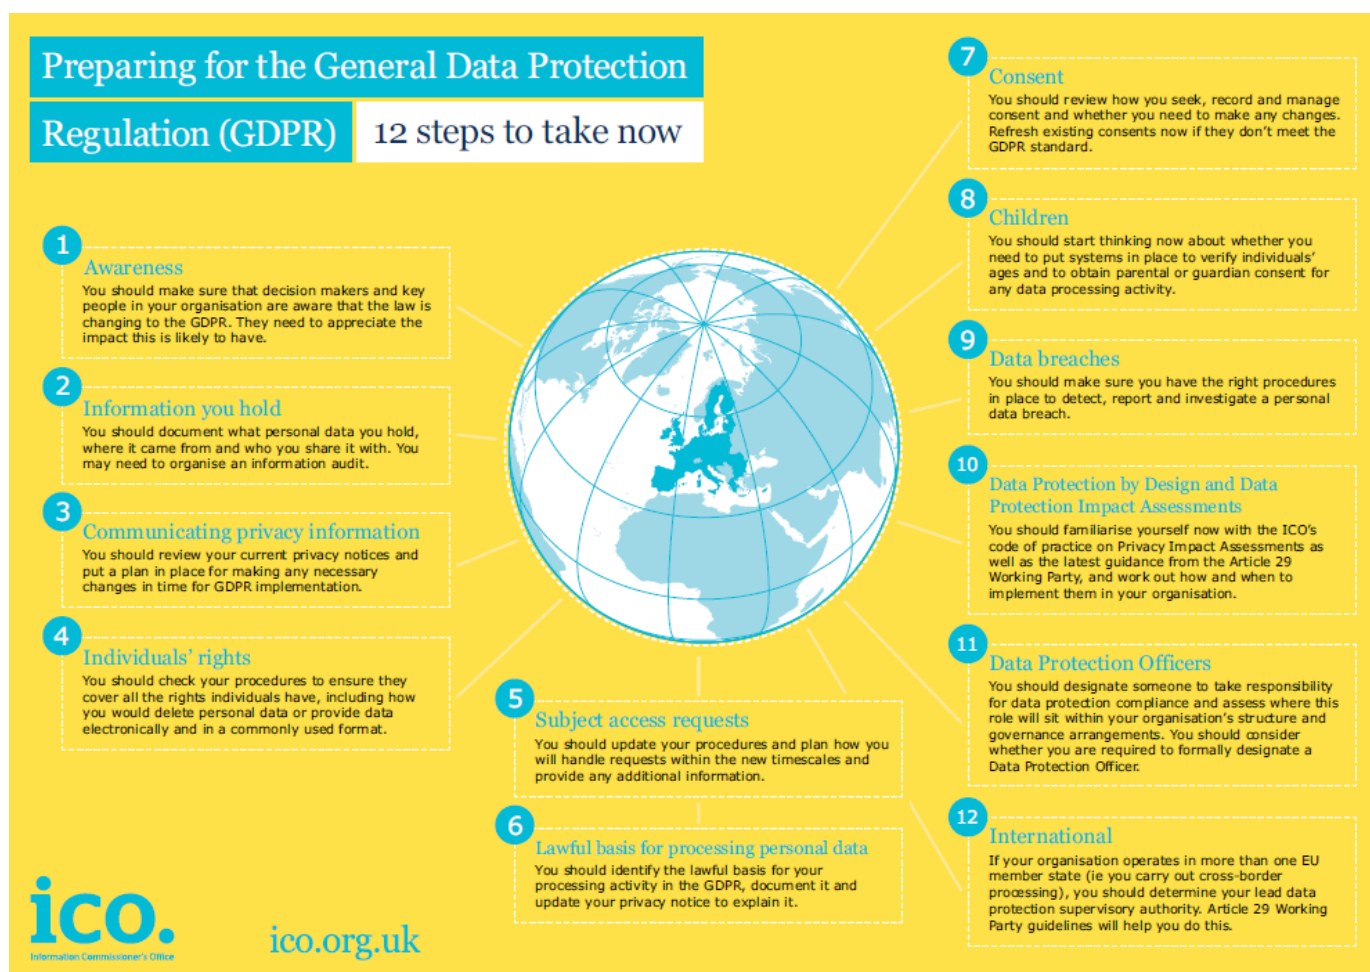 Preparing for the General Data Protection
Regulation (GDPR) 12 steps to take now
1
Awareness
You should make sure that decision makers and key
people in your organisation are aware that the law is
changing to the GDPR. They need to appreciate the
impact this is likely to have.
2
Information you hold
You should document what personal data you hold,
where it came from and who you share it with. You
may need to organise an information audit.
3
Communicating privacy information
You should review your current privacy notices and
put a plan in place for making any necessary
changes in time for GDPR implementation.
4
Individuals’ rights
You should check your procedures to ensure they
cover all the rights individuals have, including how
you would delete personal data or provide data
electronically and in a commonly used format.
5
Subject access requests
You should update your procedures and plan how you
will handle requests within the new timescales and
provide any additional information.
6
Lawful basis for processing personal data
You should identify the lawful basis for your
processing activity in the GDPR, document it and
update your privacy notice to explain it.
7
Consent
You should review how you seek, record and manage
consent and whether you need to make any changes.
Refresh existing consents now if they don’t meet the
GDPR standard.
8
Children
You should start thinking now about whether you
need to put systems in place to verify individuals’
ages and to obtain parental or guardian consent for
any data processing activity.
9
Data breaches
You should make sure you have the right procedures
in place to detect, report and investigate a personal
data breach.
10
Data Protection by Design and Data
Protection Impact Assessments
You should familiarise yourself now with the ICO’s
code of practice on Privacy Impact Assessments as
well as the latest guidance from the Article 29
Working Party, and work out how and when to
implement them in your organisation.
11
Data Protection Officers
You should designate someone to take responsibility
for data protection compliance and assess where this
role will sit within your organisation’s structure and
governance arrangements. You should consider
whether you are required to formally designate a
Data Protection Officer.
12
International
If your organisation operates in more than one EU
member state (ie you carry out cross-border
processing), you should determine your lead data
protection supervisory authority. Article 29 Working
Party guidelines will help you do this.
ico.
Information Commissioner’s Office
ico.org.uk